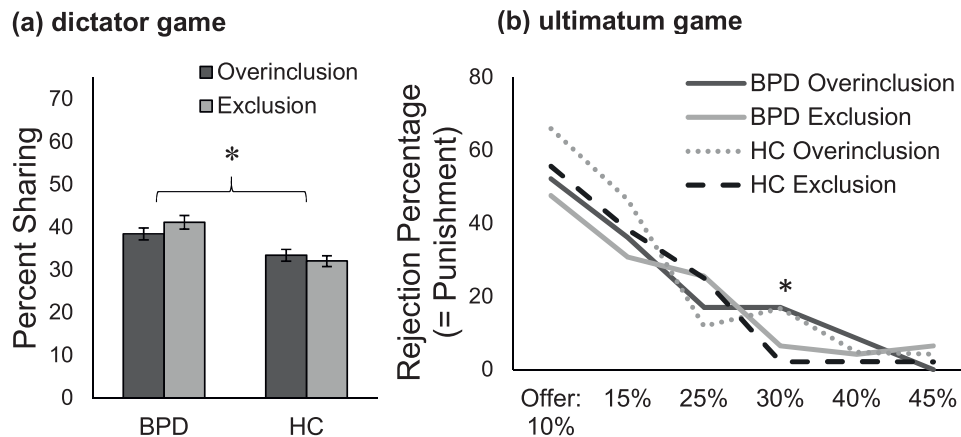 (a) dictator game
Overinclusion
Exclusion
Percent Sharing
70
60
50
40
30
20
10
0
*
BPD
HC
(b) ultimatum game
Rejection Percentage
(= Punishment)
80
60
40
20
0
BPD Overinclusion
BPD Exclusion
HC Overinclusion
HC Exclusion
*
Offer:
10%
15%
25%
30%
40%
45%